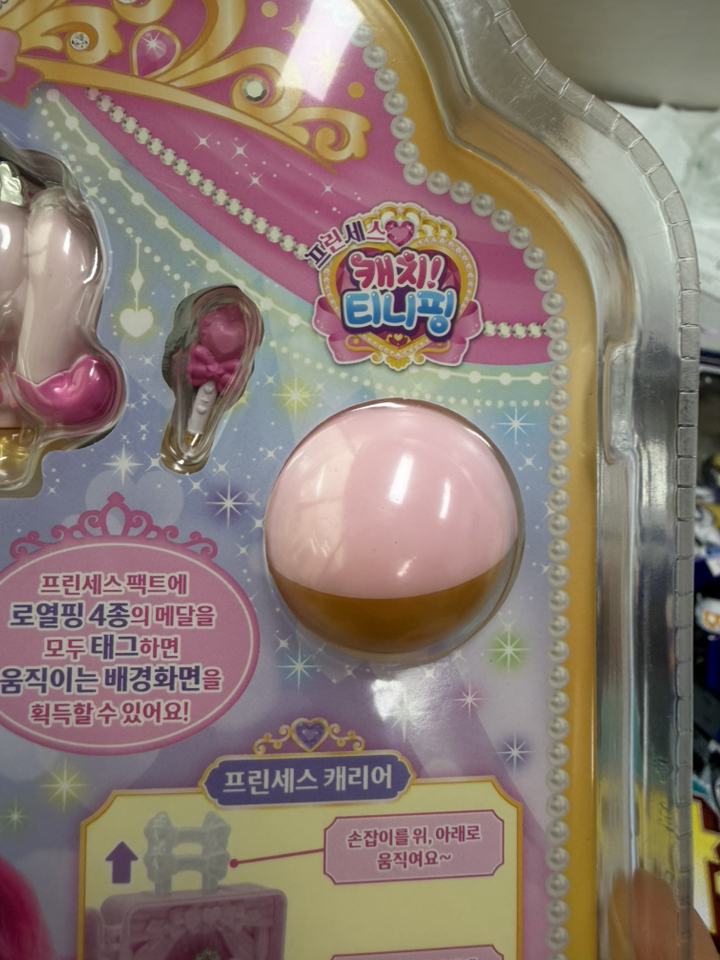 프린세스
캐치!
티니핑
프린세스 팩트에
로열핑 4종의 메달을
모두 태그하면
움직이는 배경화면을
획득할 수 있어요!
프린세스 캐리어
손잡이를 위, 아래로
움직여요~